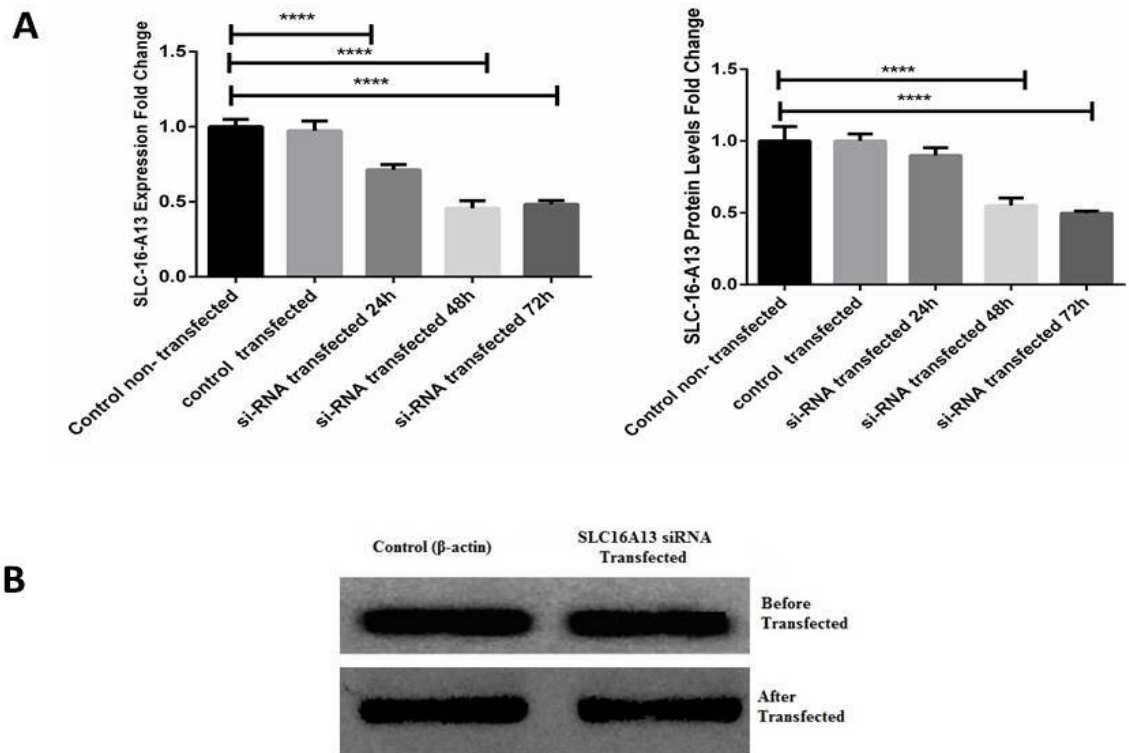 A
SLC-16-A13 Expression Fold Change
1.5
1.0
0.5
0.0
****
****
****
Control non- transfected
control transfected
si-RNA transfected 24h
si-RNA transfected 48h
si-RNA transfected 72h
SLC-16-A13 Protein Levels Fold Change
1.5
1.0
0.5
0.0
****
****
Control non- transfected
control transfected
si-RNA transfected 24h
si-RNA transfected 48h
si-RNA transfected 72h
B
Control (β-actin)
SLC16A13 siRNA
Transfected
Before
Transfected
After
Transfected